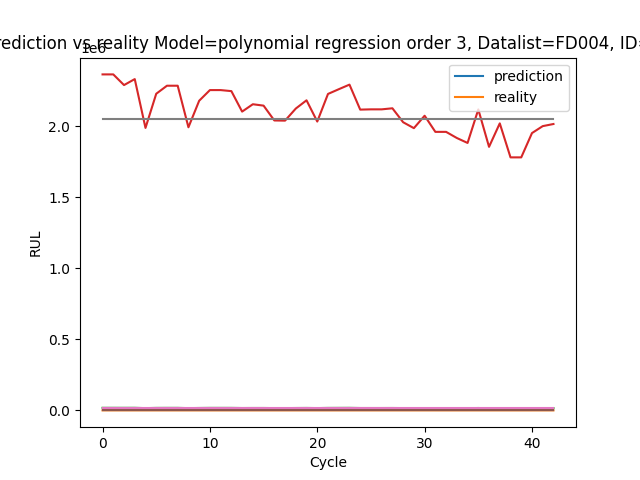 rediction vs reality Model=polynomial regression order 3, Datalist=FD004, ID=
1e6
prediction
reality
2.0
1.5
1.0
0.5
0.0
RUL
0 10 20 30 40
Cycle